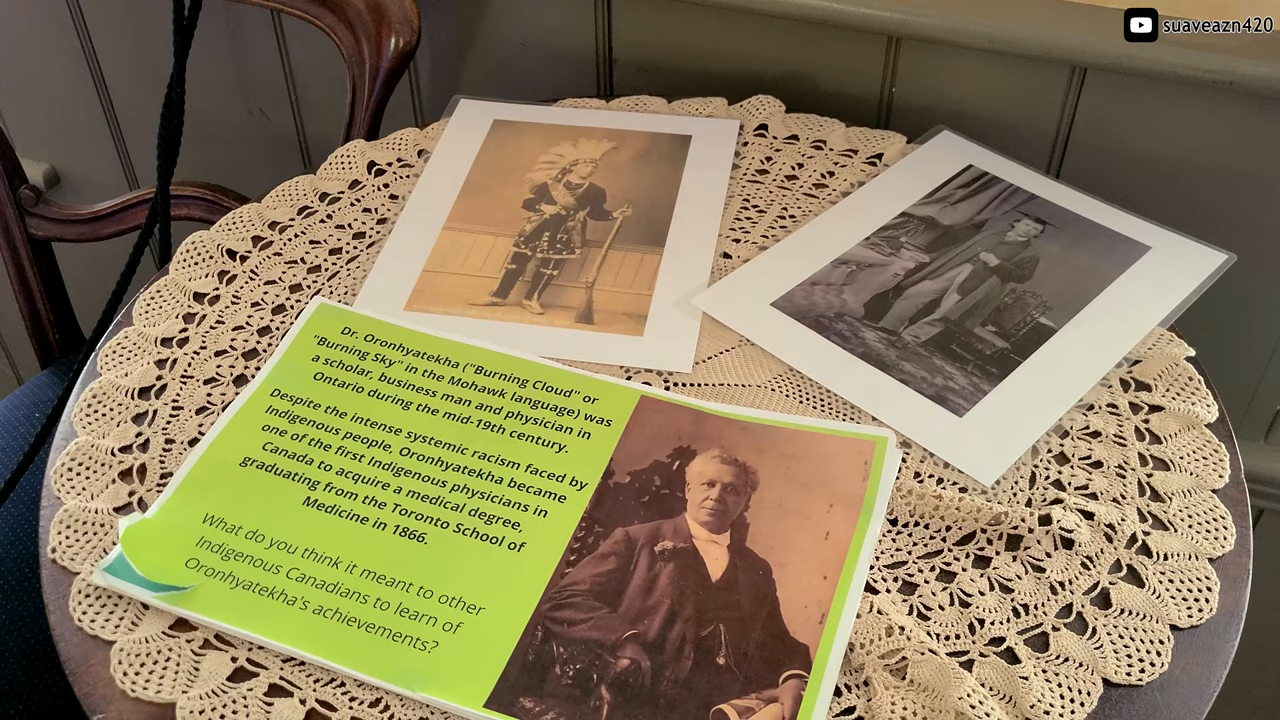 suaveazn420
Dr. Oronhyatekha ("Burning Cloud" or
"Burning Sky" in the Mohawk language) was
a scholar, business man and physician in
Ontario during the mid-19th century.
Despite the intense systemic racism faced by
Indigenous people, Oronhyatekha became
one of the first Indigenous physicians in
Canada to acquire a medical degree,
graduating from the Toronto School of
Medicine in 1866.
What do you think it meant to other
Indigenous Canadians to learn of
Oronhyatekha's achievements?